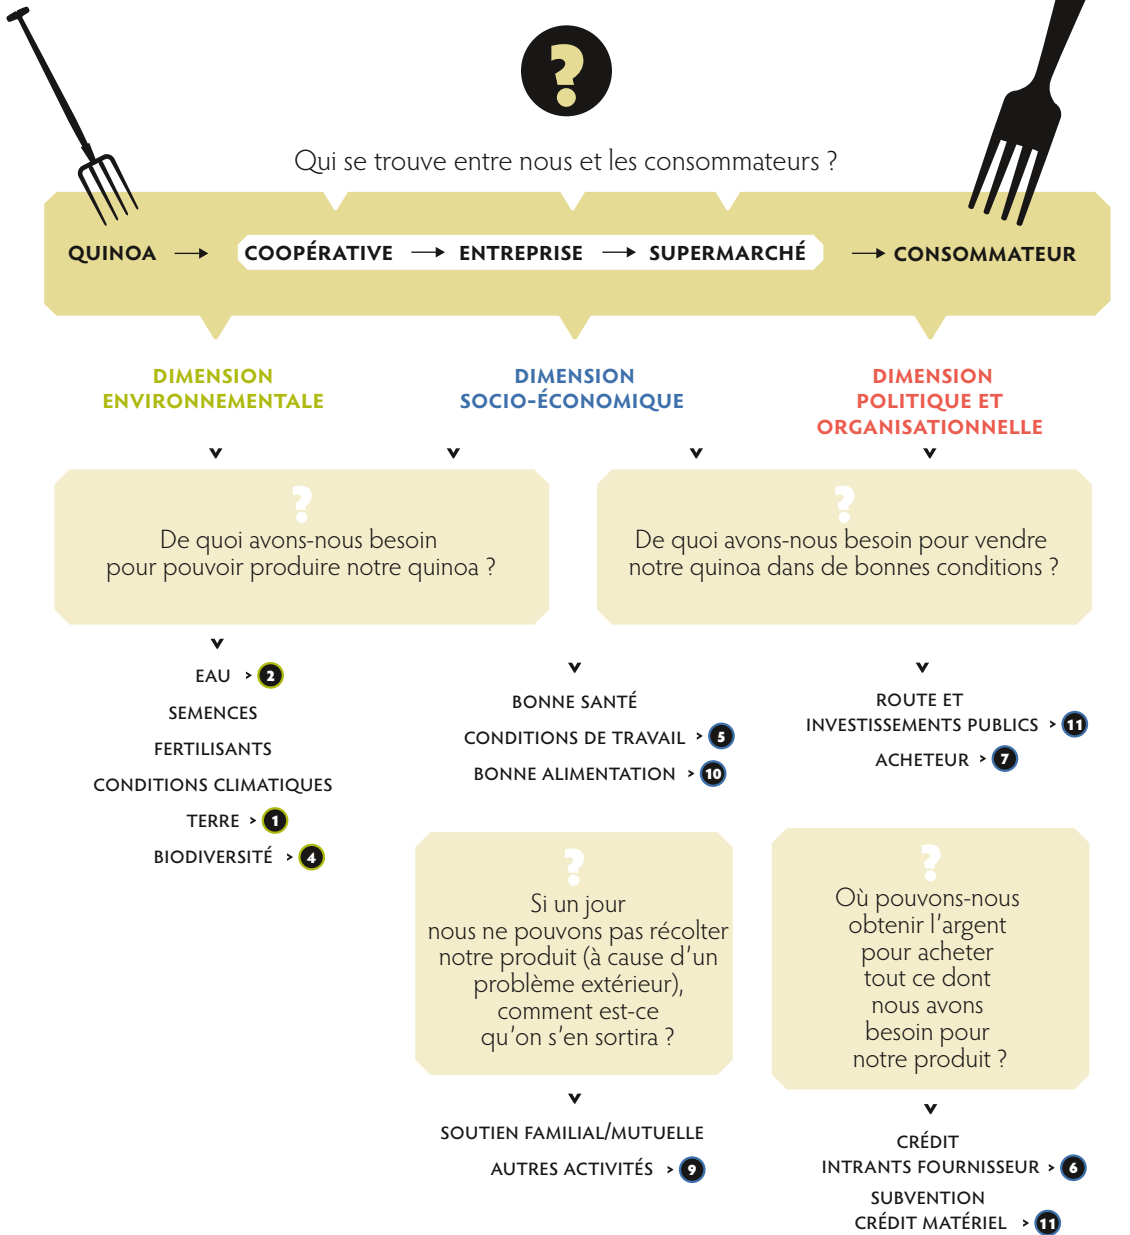 ?
Qui se trouve entre nous et les consommateurs ?
QUINOA → COOPÉRATIVE → ENTREPRISE → SUPERMARCHÉ → CONSOMMATEUR
DIMENSION
ENVIRONNEMENTALE
DIMENSION
SOCIO-ÉCONOMIQUE
DIMENSION
POLITIQUE ET
ORGANISATIONNELLE
?
De quoi avons-nous besoin
pour pouvoir produire notre quinoa ?
?
De quoi avons-nous besoin pour vendre
notre quinoa dans de bonnes conditions ?
EAU > 2
SEMENCES
FERTILISANTS
CONDITIONS CLIMATIQUES
TERRE > 1
BIODIVERSITÉ > 4
BONNE SANTÉ
CONDITIONS DE TRAVAIL > 5
BONNE ALIMENTATION > 10
ROUTE ET
INVESTISSEMENTS PUBLICS > 11
ACHETEUR > 7
?
Si un jour
nous ne pouvons pas récolter
notre produit (à cause d'un
problème extérieur),
comment est-ce
qu'on s'en sortira ?
?
Où pouvons-nous
obtenir l'argent
pour acheter
tout ce dont
nous avons
besoin pour
notre produit ?
SOUTIEN FAMILIAL/MUTUELLE
AUTRES ACTIVITÉS > 9
CRÉDIT
INTRANTS FOURNISSEUR > 6
SUBVENTION
CRÉDIT MATÉRIEL > 11